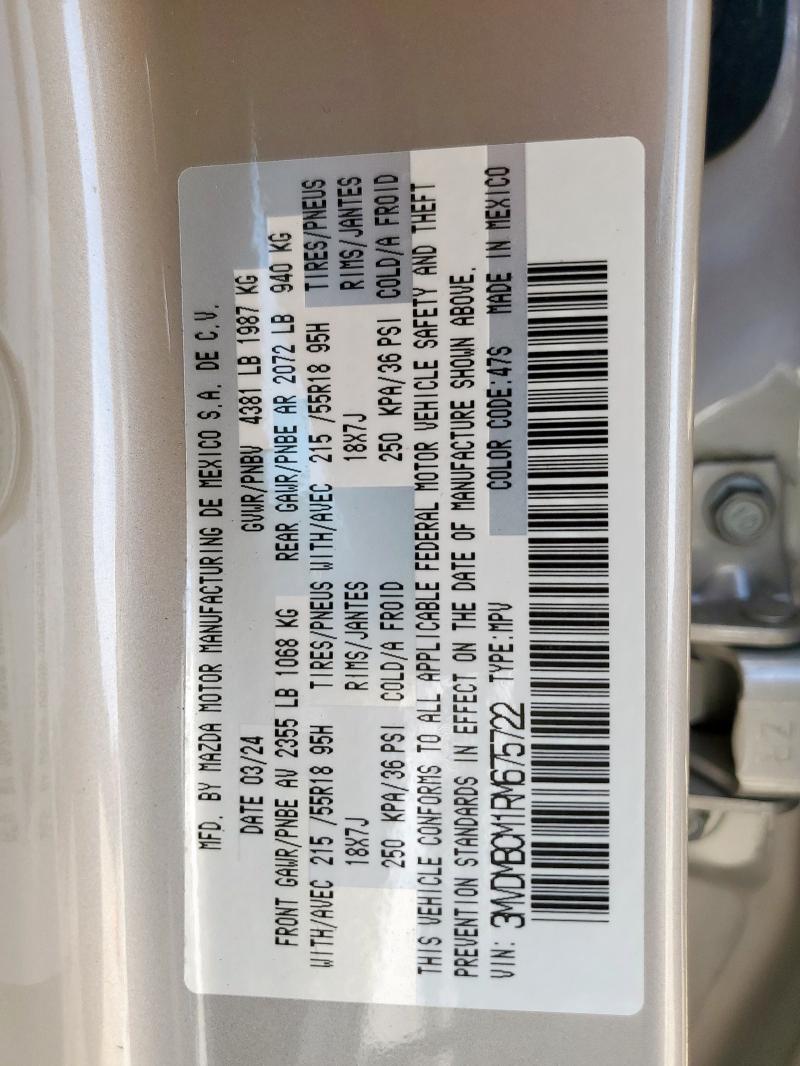 MFD. BY MAZDA MOTOR MANUFACTURING DE MEXICO S.A. DE C.V.
DATE 03/24 GVWR/PNBV 4381 LB 1987 KG
FRONT GAWR/PNBE AV 2355 LB 1068 KG REAR GAWR/PNBE AR 2072 LB 940 KG
WITH/AVEC 215 /55R18 95H TIRES/PNEUS WITH/AVEC 215 /55R18 95H TIRES/PNEUS
18X7J RIMS/JANTES 18X7J RIMS/JANTES
250 KPA/36 PSI COLD/A FROID 250 KPA/36 PSI COLD/A FROID
THIS VEHICLE CONFORMS TO ALL APPLICABLE FEDERAL MOTOR VEHICLE SAFETY AND THEFT
PREVENTION STANDARDS IN EFFECT ON THE DATE OF MANUFACTURE SHOWN ABOVE.
VIN: 3MVDMBCM1RM675722 TYPE:MPV COLOR CODE:47S MADE IN MEXICO